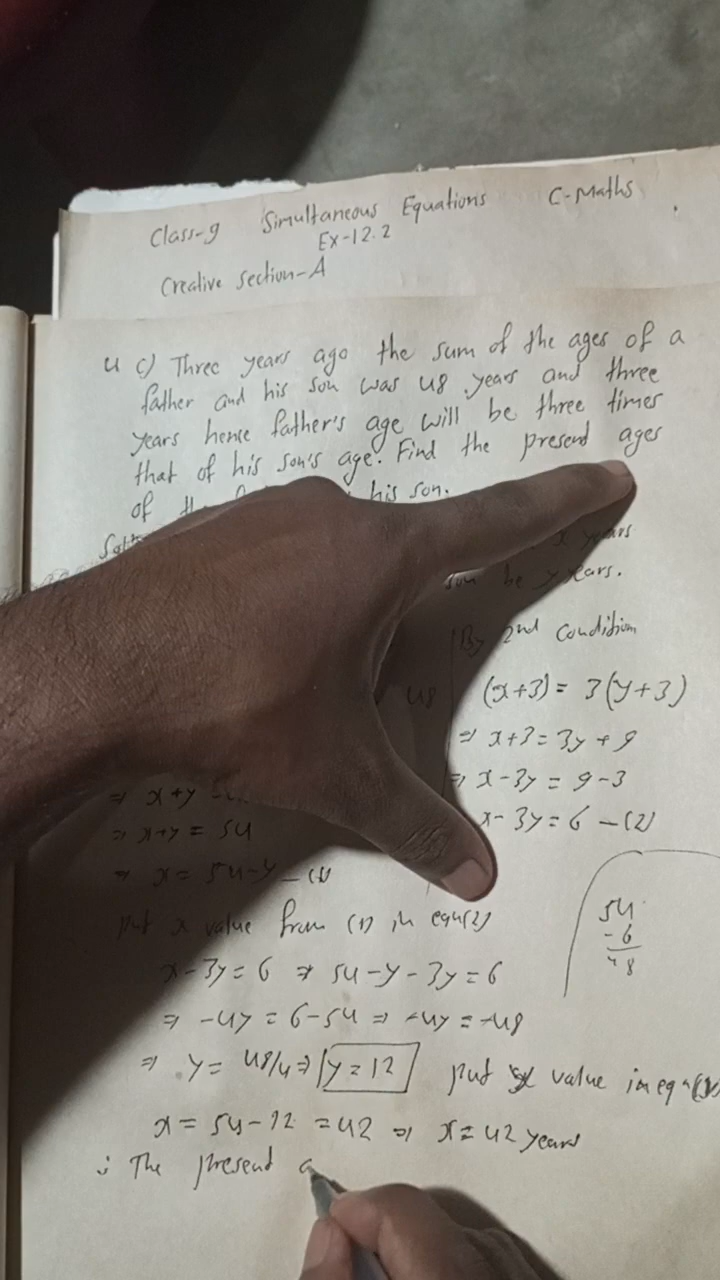 Class-9 Simultaneous Equations C-Maths
Ex-12.2
Creative section-A
4 c) Three years ago the sum of the ages of a
father and his son was 48 years and three
years hense father's age will be three times
that of his son's age. Find the present ages
of his son.
x years
son be y years.
By 2nd Condition
48 (x+3) = 3(y+3)
⇒ x+3 = 3y + 9
⇒ x-3y = 9-3
⇒ x+y
x-3y = 6 -(2)
⇒ x+y = 54
⇒ x = 54-y -(1)
54
-6
48
put x value from (1) in eqn(2)
x-3y = 6 ⇒ 54-y-3y = 6
⇒ -4y = 6-54 ⇒ -4y = -48
⇒ y = 48/4 ⇒ y = 12 put y value in eqn(1)
x = 54-12 = 42 ⇒ x = 42 years
∴ The present a